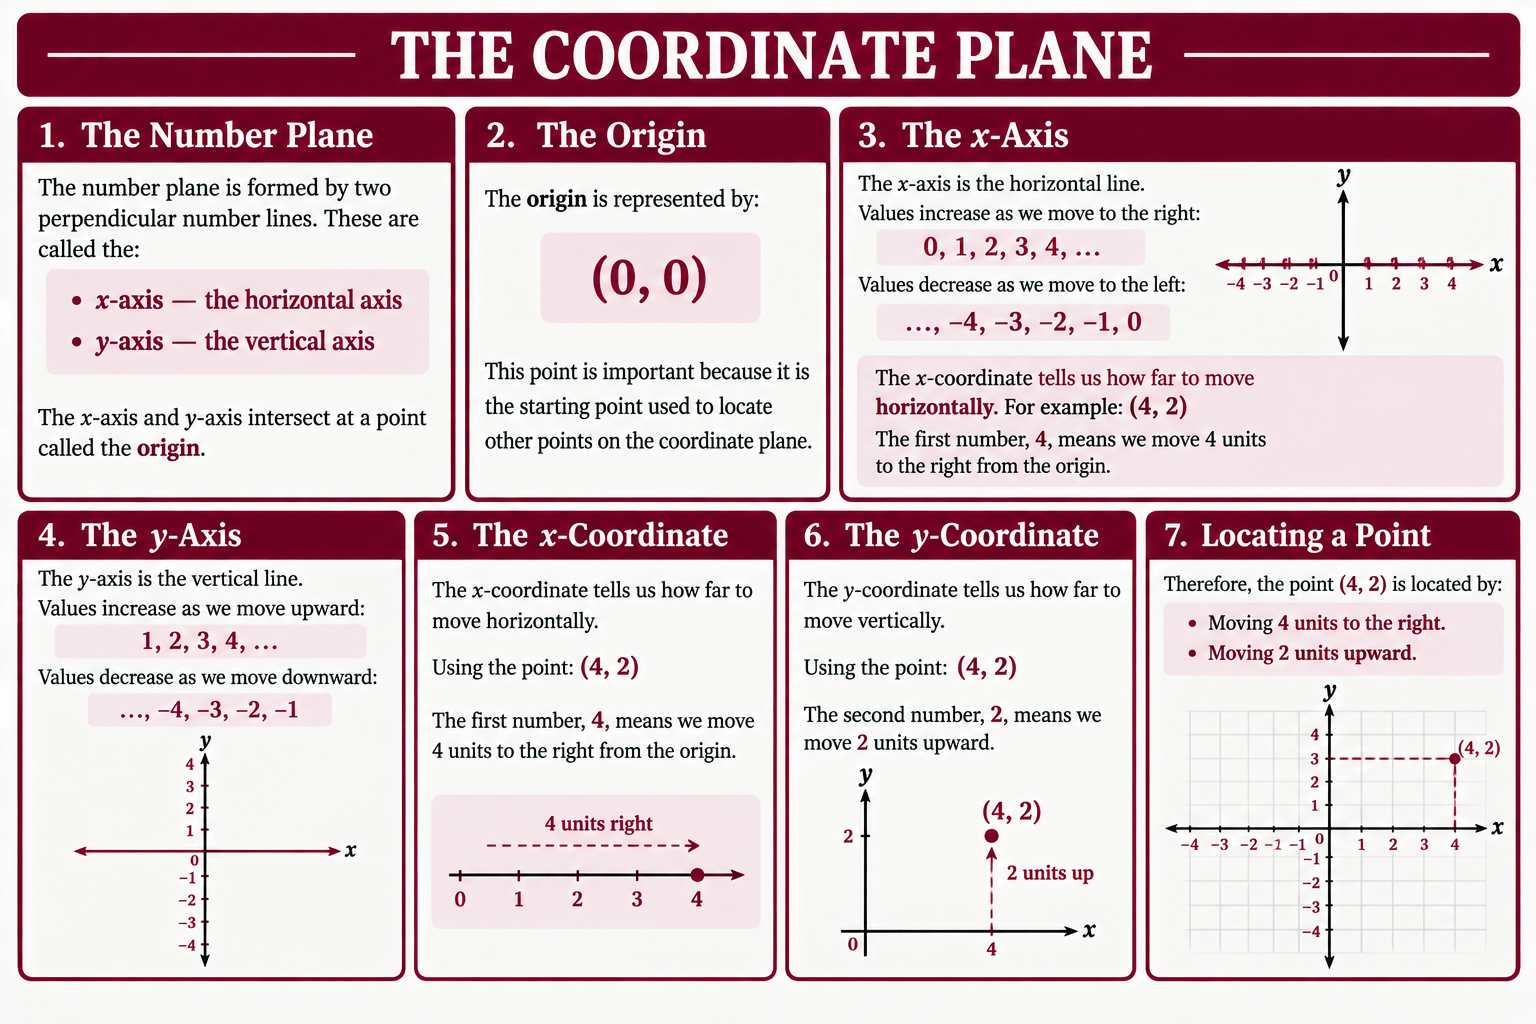 THE COORDINATE PLANE
1. The Number Plane
The number plane is formed by two
perpendicular number lines. These are
called the:
• x-axis — the horizontal axis
• y-axis — the vertical axis
The x-axis and y-axis intersect at a point
called the origin.
2. The Origin
The origin is represented by:
(0, 0)
This point is important because it is
the starting point used to locate
other points on the coordinate plane.
3. The x-Axis
The x-axis is the horizontal line.
Values increase as we move to the right:
0, 1, 2, 3, 4, …
Values decrease as we move to the left:
…, −4, −3, −2, −1, 0
y
x
−4 −3 −2 −1 0 1 2 3 4
The x-coordinate tells us how far to move
horizontally. For example: (4, 2)
The first number, 4, means we move 4 units
to the right from the origin.
4. The y-Axis
The y-axis is the vertical line.
Values increase as we move upward:
1, 2, 3, 4, …
Values decrease as we move downward:
…, −4, −3, −2, −1
y
4
3
2
1
x
0
−1
−2
−3
−4
5. The x-Coordinate
The x-coordinate tells us how far to
move horizontally.
Using the point: (4, 2)
The first number, 4, means we move
4 units to the right from the origin.
4 units right
0 1 2 3 4
6. The y-Coordinate
The y-coordinate tells us how far to
move vertically.
Using the point: (4, 2)
The second number, 2, means we
move 2 units upward.
y
(4, 2)
2
2 units up
x
0 4
7. Locating a Point
Therefore, the point (4, 2) is located by:
• Moving 4 units to the right.
• Moving 2 units upward.
y
4
(4, 2)
3
2
1
x
−4 −3 −2 −1 −1 0 1 2 3 4
−1
−2
−3
−4